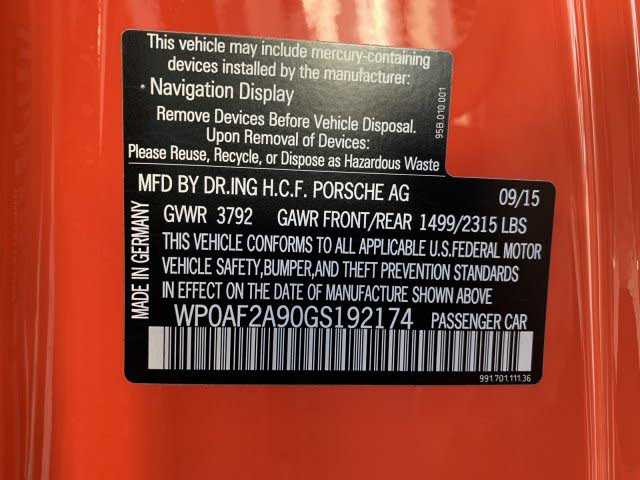 This vehicle may include mercury-containing
devices installed by the manufacturer:
• Navigation Display
Remove Devices Before Vehicle Disposal.
Upon Removal of Devices:
Please Reuse, Recycle, or Dispose as Hazardous Waste
95B.010.001
MFD BY DR.ING H.C.F. PORSCHE AG 09/15
GVWR 3792 GAWR FRONT/REAR 1499/2315 LBS
THIS VEHICLE CONFORMS TO ALL APPLICABLE U.S.FEDERAL MOTOR
VEHICLE SAFETY,BUMPER,AND THEFT PREVENTION STANDARDS
IN EFFECT ON THE DATE OF MANUFACTURE SHOWN ABOVE
WP0AF2A90GS192174 PASSENGER CAR
MADE IN GERMANY
991.701.111.36